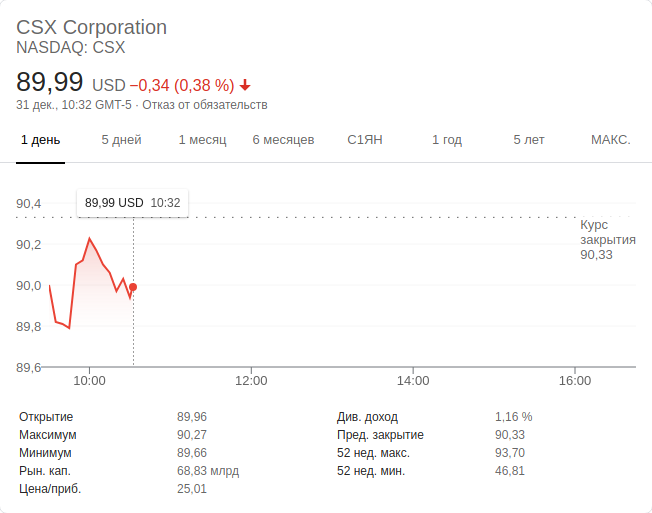 CSX Corporation
NASDAQ: CSX
89,99 USD −0,34 (0,38 %)
31 дек., 10:32 GMT-5 · Отказ от обязательств
1 день 5 дней 1 месяц 6 месяцев С1ЯН 1 год 5 лет МАКС.
89,99 USD 10:32
90,4
Курс
закрытия
90,33
90,2
90,0
89,8
89,6
10:00 12:00 14:00 16:00
Открытие 89,96 Див. доход 1,16 %
Максимум 90,27 Пред. закрытие 90,33
Минимум 89,66 52 нед. макс. 93,70
Рын. кап. 68,83 млрд 52 нед. мин. 46,81
Цена/приб. 25,01